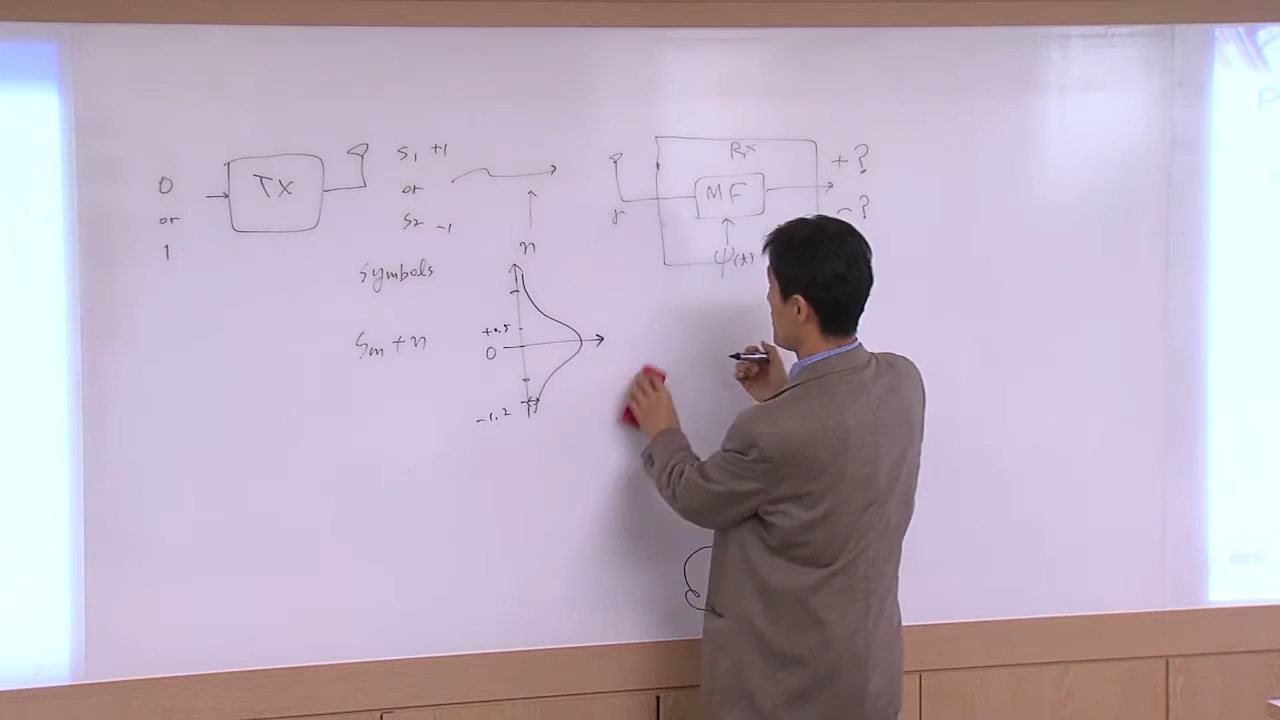 0
or
1
TX
s₁ +1
or
s₂ -1
symbols
sₘ + n
n
+0.5
0
-1.2
r
Rx
MF
ψ(t)
+ ?
- ?
P